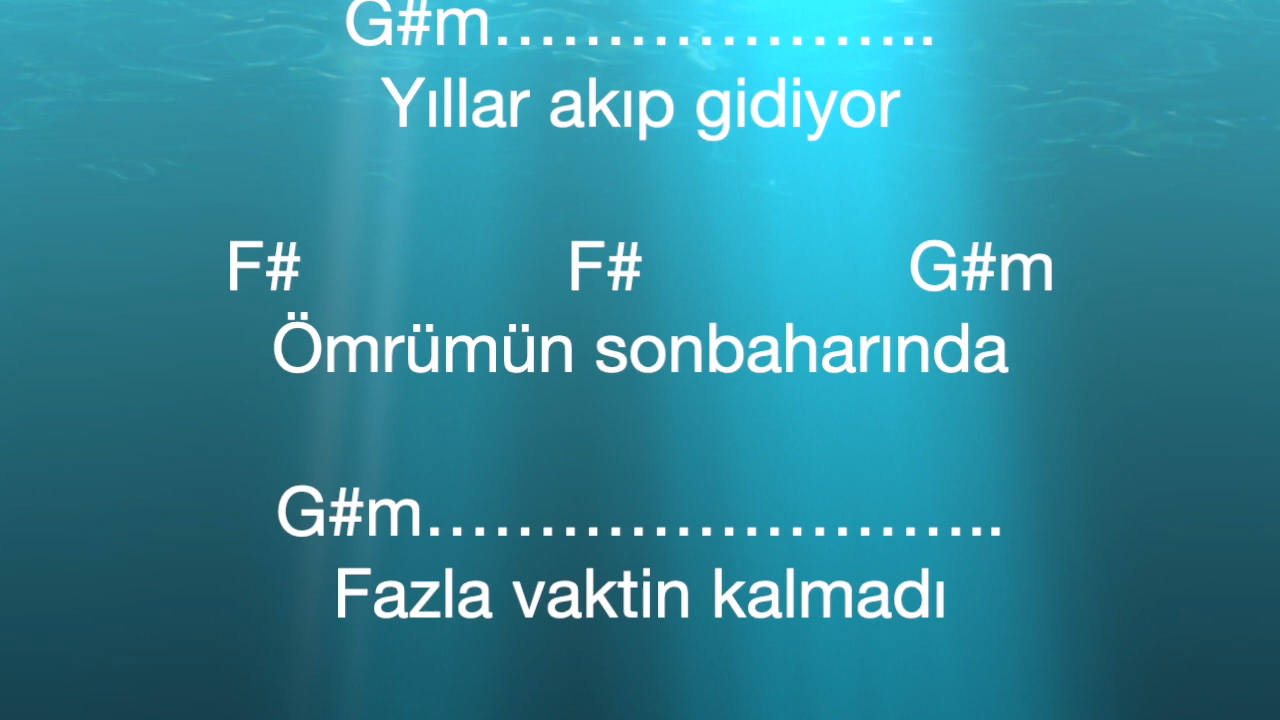 G#m………………..
Yıllar akıp gidiyor
F# F# G#m
Ömrümün sonbaharında
G#m……………………..
Fazla vaktin kalmadı